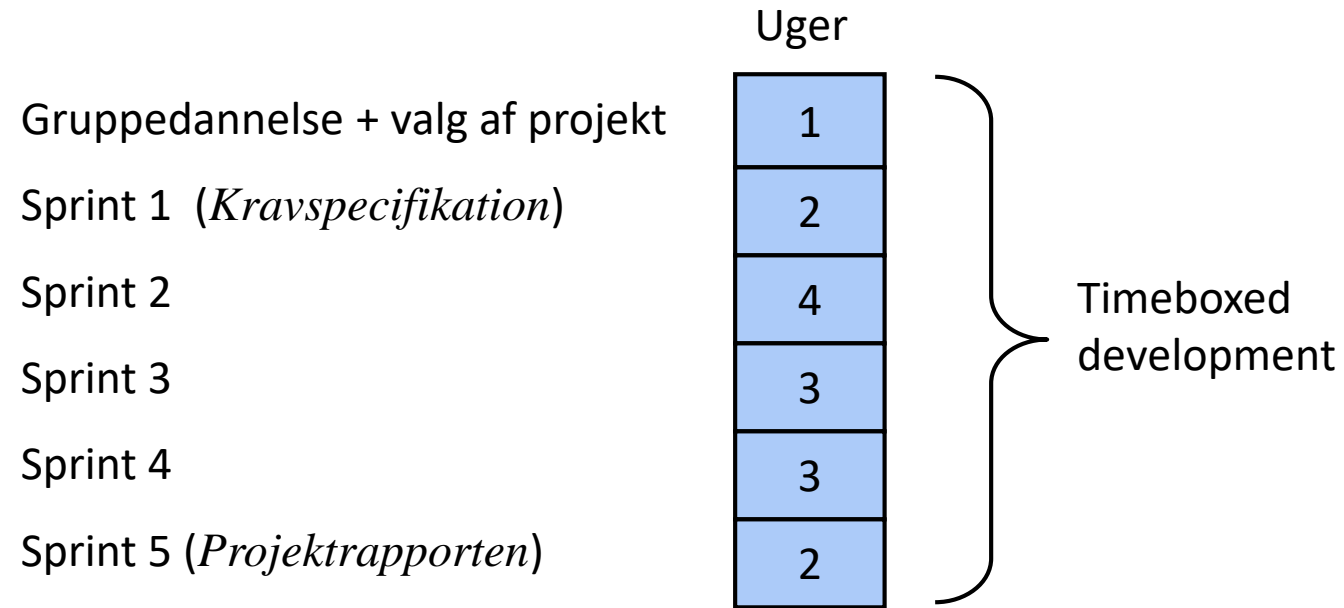 Uger
Gruppedannelse + valg af projekt 1
Sprint 1 (Kravspecifikation) 2
Sprint 2 4
Sprint 3 3
Sprint 4 3
Sprint 5 (Projektrapporten) 2
Timeboxed
development